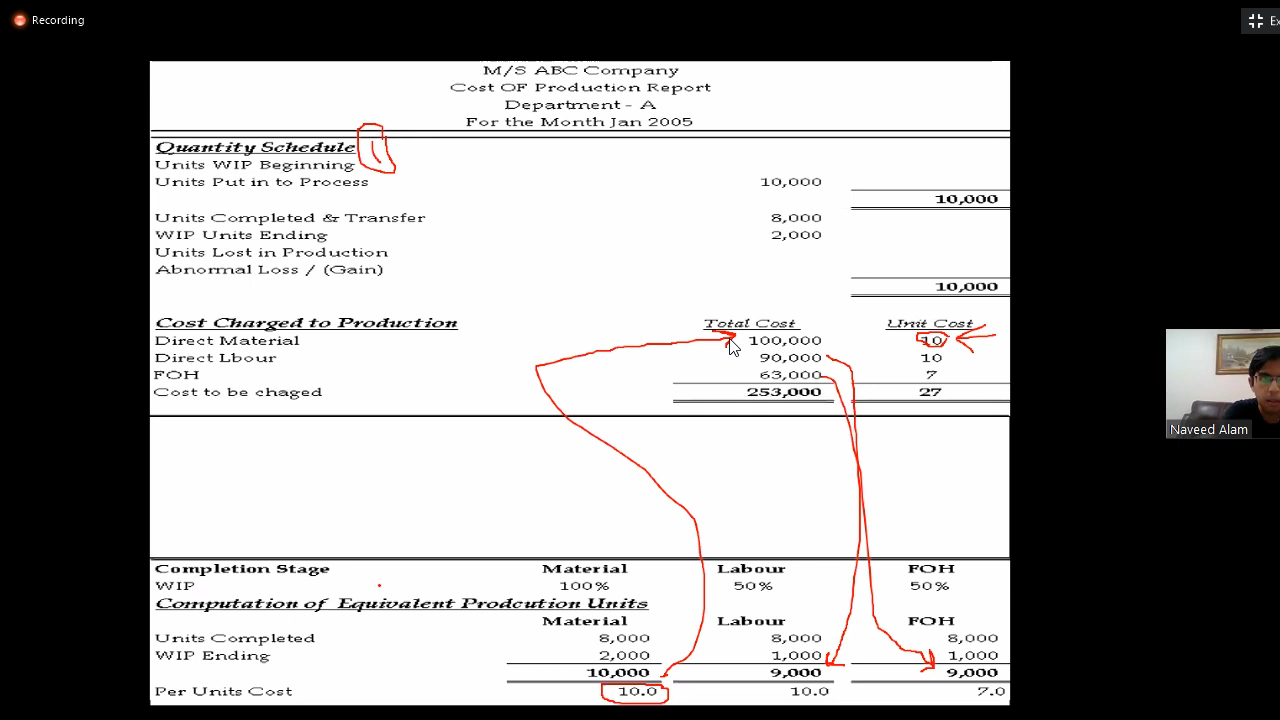 Recording
Ex
M/S ABC Company
Cost OF Production Report
Department - A
For the Month Jan 2005
Quantity Schedule
Units WIP Beginning
Units Put in to Process 10,000
10,000
Units Completed & Transfer 8,000
WIP Units Ending 2,000
Units Lost in Production
Abnormal Loss / (Gain)
10,000
Cost Charged to Production Total Cost Unit Cost
Direct Material 100,000 10
Direct Lbour 90,000 10
FOH 63,000 7
Cost to be chaged 253,000 27
Naveed Alam
Completion Stage Material Labour FOH
WIP 100% 50% 50%
Computation of Equivalent Prodcution Units
Material Labour FOH
Units Completed 8,000 8,000 8,000
WIP Ending 2,000 1,000 1,000
10,000 9,000 9,000
Per Units Cost 10.0 10.0 7.0